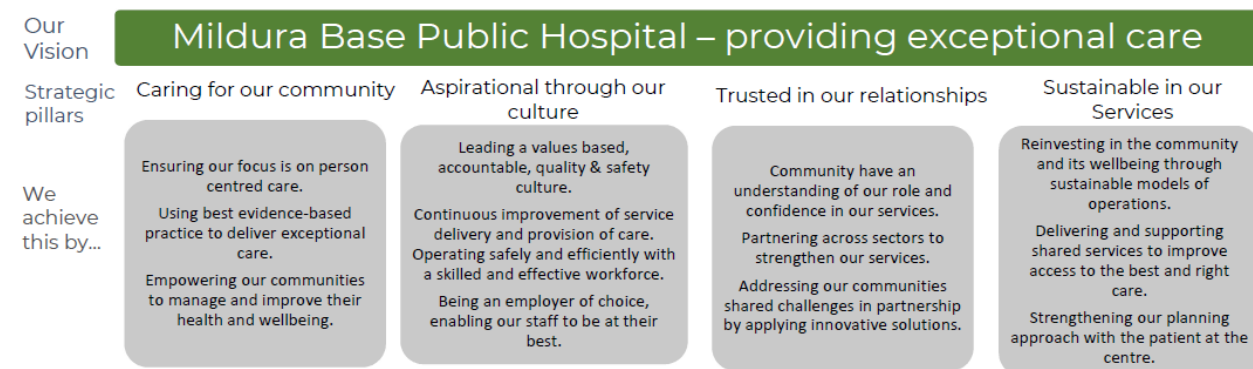 Our
Vision
Mildura Base Public Hospital – providing exceptional care
Strategic
pillars
Caring for our community
Aspirational through our
culture
Trusted in our relationships
Sustainable in our
Services
We
achieve
this by...
Ensuring our focus is on person
centred care.
Using best evidence-based
practice to deliver exceptional
care.
Empowering our communities
to manage and improve their
health and wellbeing.
Leading a values based,
accountable, quality & safety
culture.
Continuous improvement of service
delivery and provision of care.
Operating safely and efficiently with
a skilled and effective workforce.
Being an employer of choice,
enabling our staff to be at their
best.
Community have an
understanding of our role and
confidence in our services.
Partnering across sectors to
strengthen our services.
Addressing our communities
shared challenges in partnership
by applying innovative solutions.
Reinvesting in the community
and its wellbeing through
sustainable models of
operations.
Delivering and supporting
shared services to improve
access to the best and right
care.
Strengthening our planning
approach with the patient at the
centre.